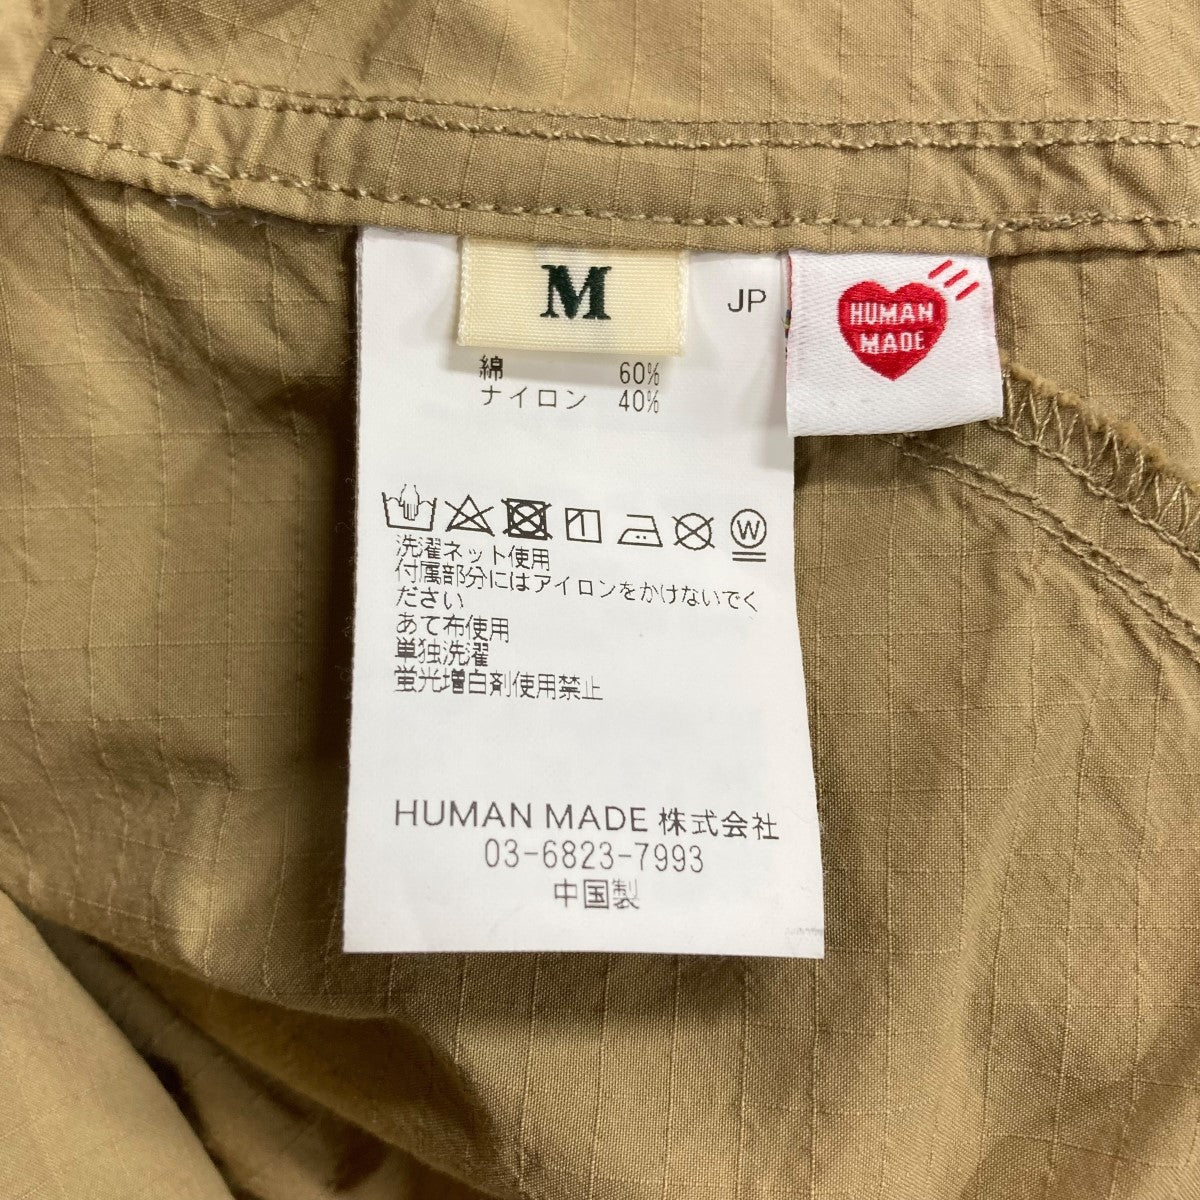 M
JP
HUMAN
MADE
綿 60%
ナイロン 40%
W
洗濯ネット使用
付属部分にはアイロンをかけないでく
ださい
あて布使用
単独洗濯
蛍光増白剤使用禁止
HUMAN MADE 株式会社
03-6823-7993
中国製